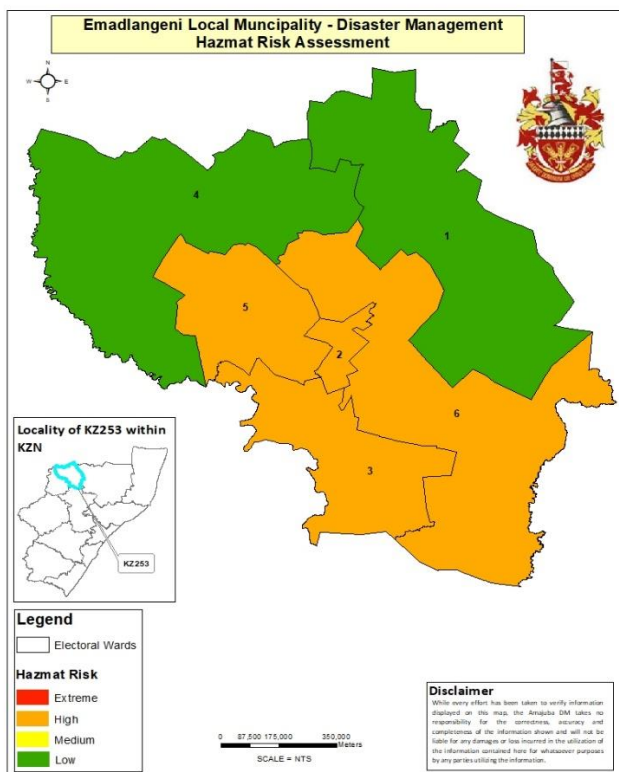 Emadlangeni Local Muncipality - Disaster Management
Hazmat Risk Assessment
N
W E
S
4
1
5
2
6
3
Locality of KZ253 within
KZN
KZ253
Legend
Electoral Wards
Hazmat Risk
Extreme
High
Medium
Low
0 87,500 175,000 350,000
Meters
SCALE = NTS
Disclaimer
While every effort has been taken to verify information
displayed on this map, the Amajuba DM takes no
responsibility for the correctness, accuracy and
completeness of the information shown and will not be
liable for any damages or loss incurred in the utilization of
the information contained here for whatsoever purposes
by any parties utilizing the information.